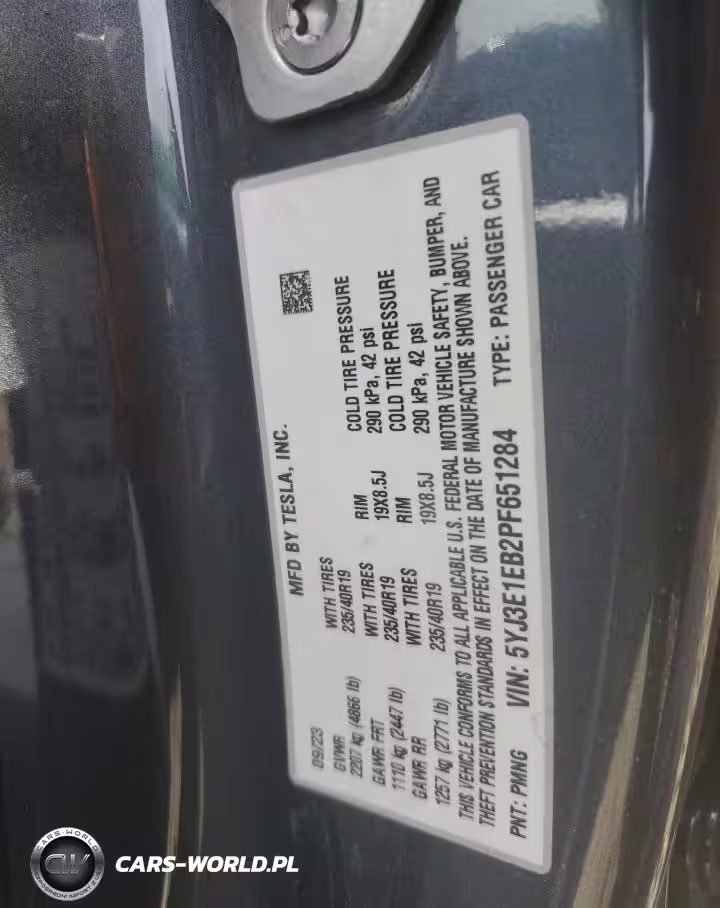 MFD BY TESLA, INC.
09/23
GVWR WITH TIRES RIM COLD TIRE PRESSURE
2207 kg (4866 lb) 235/40R19 19X8.5J 290 kPa, 42 psi
GAWR FRT WITH TIRES RIM COLD TIRE PRESSURE
1110 kg (2447 lb) 235/40R19 19X8.5J 290 kPa, 42 psi
GAWR RR WITH TIRES
1257 kg (2771 lb) 235/40R19
THIS VEHICLE CONFORMS TO ALL APPLICABLE U.S. FEDERAL MOTOR VEHICLE SAFETY, BUMPER, AND
THEFT PREVENTION STANDARDS IN EFFECT ON THE DATE OF MANUFACTURE SHOWN ABOVE.
PNT: PMNG VIN: 5YJ3E1EB2PF651284 TYPE: PASSENGER CAR
CARS-WORLD
CW
CARS-WORLD.PL